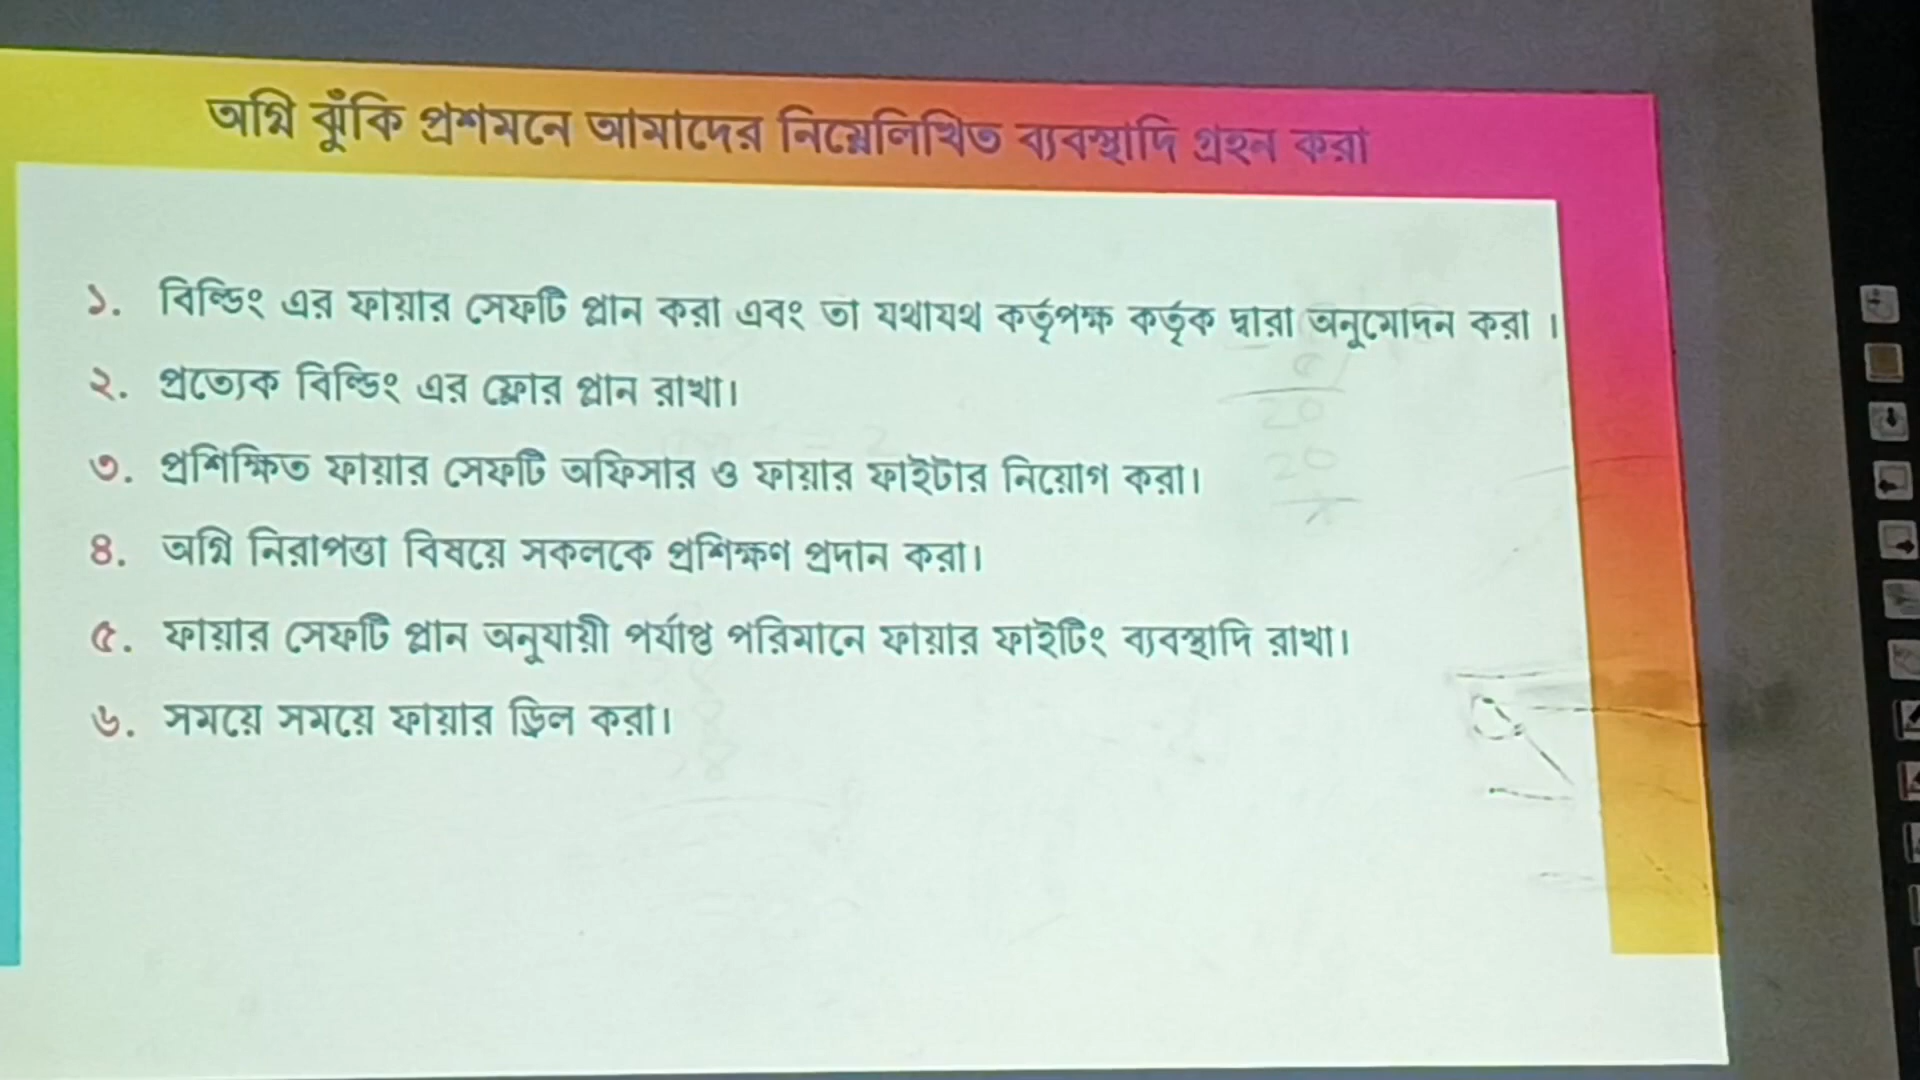 অগ্নি ঝুঁকি প্রশমনে আমাদের নিম্নেলিখিত ব্যবস্থাদি গ্রহন করা
১. বিল্ডিং এর ফায়ার সেফটি প্লান করা এবং তা যথাযথ কর্তৃপক্ষ কর্তৃক দ্বারা অনুমোদন করা ।
২. প্রত্যেক বিল্ডিং এর ফ্লোর প্লান রাখা।
৩. প্রশিক্ষিত ফায়ার সেফটি অফিসার ও ফায়ার ফাইটার নিয়োগ করা।
৪. অগ্নি নিরাপত্তা বিষয়ে সকলকে প্রশিক্ষণ প্রদান করা।
৫. ফায়ার সেফটি প্লান অনুযায়ী পর্যাপ্ত পরিমানে ফায়ার ফাইটিং ব্যবস্থাদি রাখা।
৬. সময়ে সময়ে ফায়ার ড্রিল করা।
20
20